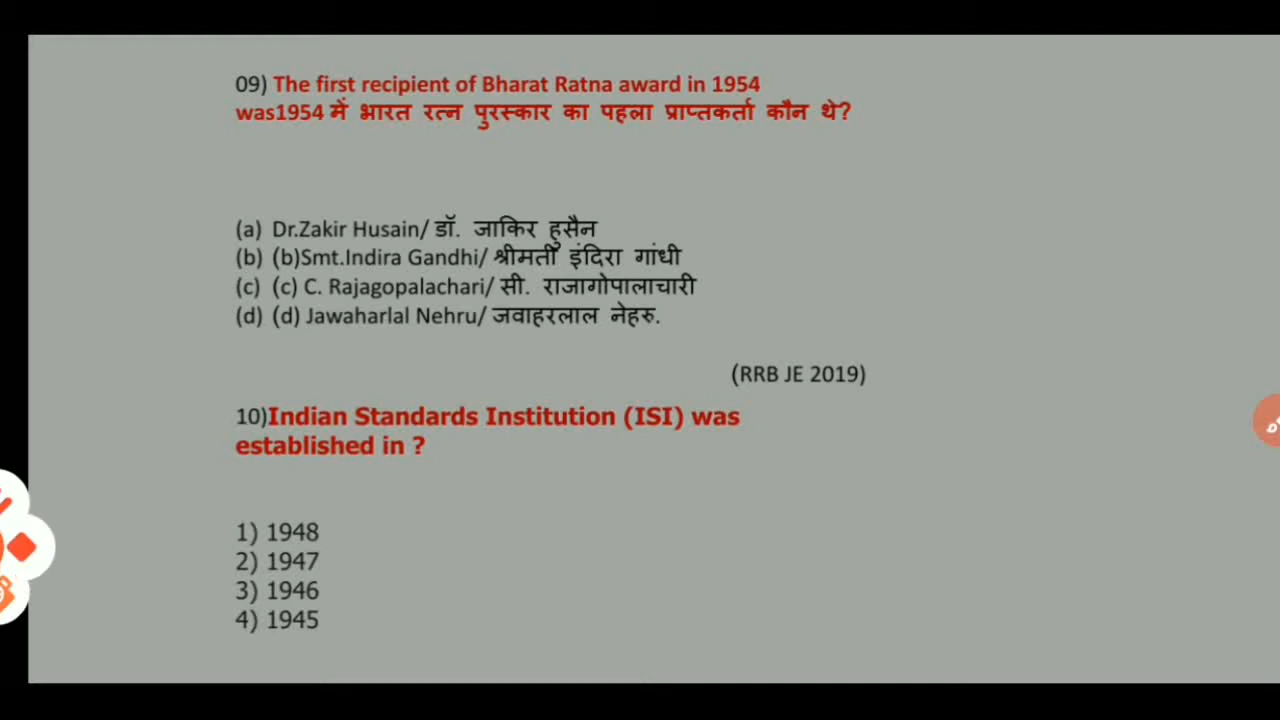 09) The first recipient of Bharat Ratna award in 1954
was1954 में भारत रत्न पुरस्कार का पहला प्राप्तकर्ता कौन थे?
(a) Dr.Zakir Husain/ डॉ. जाकिर हुसैन
(b) (b)Smt.Indira Gandhi/ श्रीमती इंदिरा गांधी
(c) (c) C. Rajagopalachari/ सी. राजागोपालाचारी
(d) (d) Jawaharlal Nehru/ जवाहरलाल नेहरु.
(RRB JE 2019)
10)Indian Standards Institution (ISI) was
established in ?
1) 1948
2) 1947
3) 1946
4) 1945